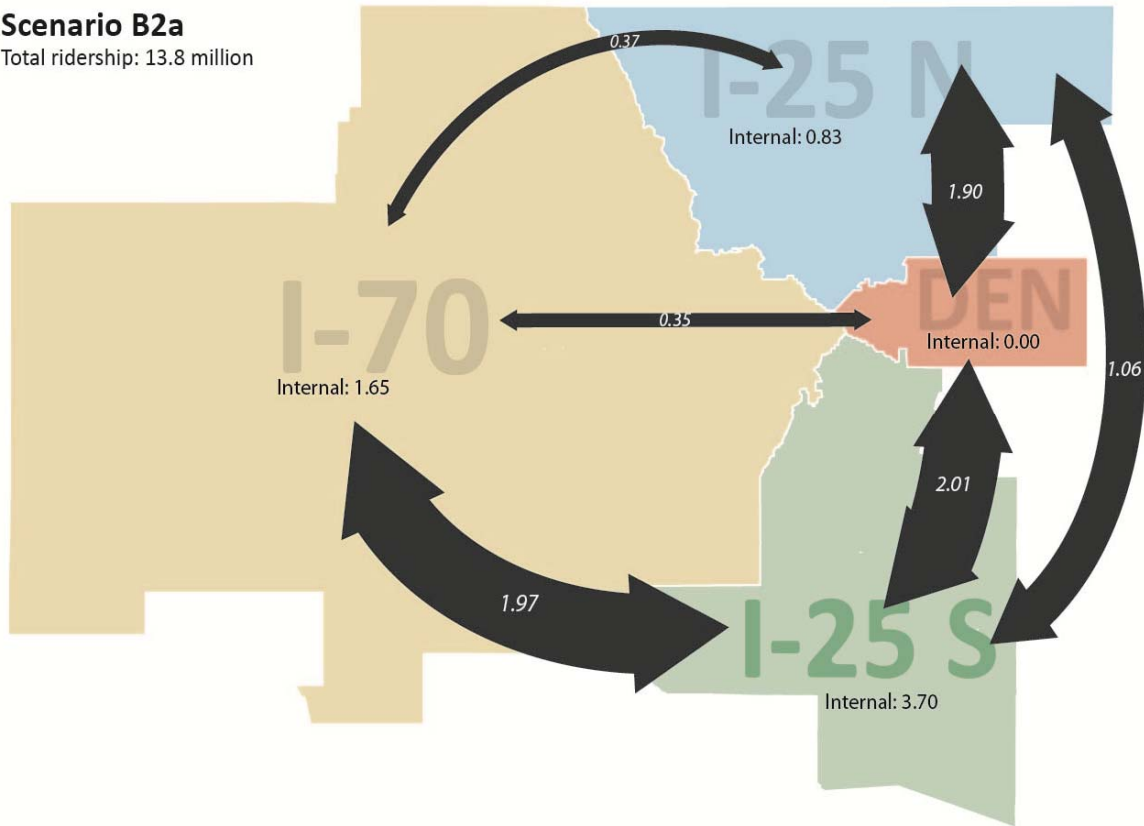 Scenario B2a
Total ridership: 13.8 million
0.37
I-25 N
Internal: 0.83
1.90
I-70
Internal: 1.65
0.35
DEN
Internal: 0.00
1.06
2.01
1.97
I-25 S
Internal: 3.70